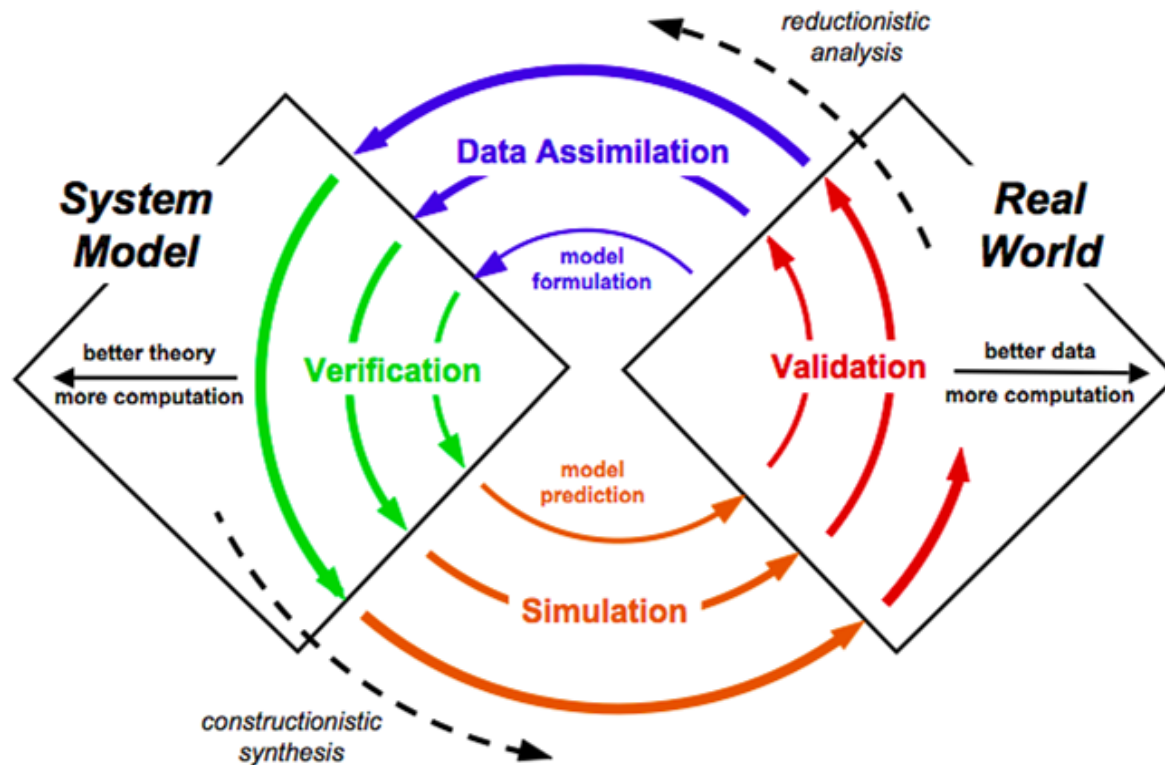 reductionistic
analysis
Data Assimilation
System
Model
Real
World
model
formulation
better theory
more computation
Verification
Validation
better data
more computation
model
prediction
Simulation
constructionistic
synthesis